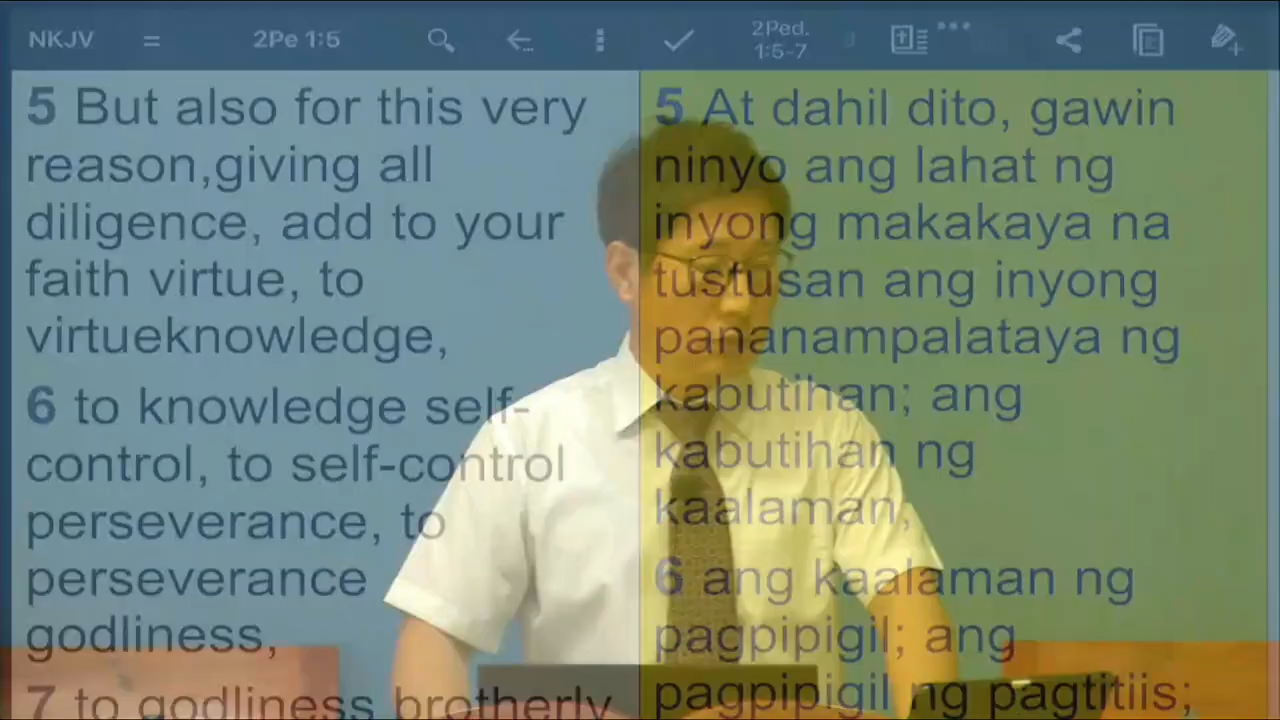 NKJV = 2Pe 1:5
2Ped.
1:5-7
5 But also for this very
reason,giving all
diligence, add to your
faith virtue, to
virtueknowledge,
6 to knowledge self-
control, to self-control
perseverance, to
perseverance
godliness,
7 to godliness brotherly
5 At dahil dito, gawin
ninyo ang lahat ng
inyong makakaya na
tustusan ang inyong
pananampalataya ng
kabutihan; ang
kabutihan ng
kaalaman,
6 ang kaalaman ng
pagpipigil; ang
pagpipigil ng pagtitiis;